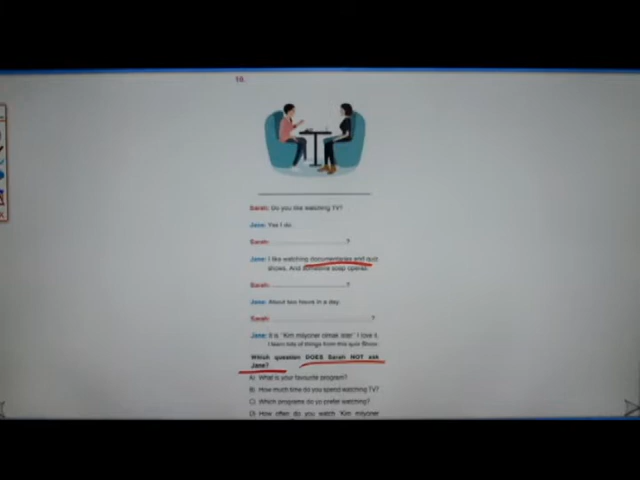 Sarah: Do you like watching TV?
Jane: Yes I do.
Sarah: ........................................?
Jane: I like watching documentaries and quiz
shows. And someone soap operas.
Sarah: ........................................?
Jane: About two hours in a day.
Sarah: ........................................?
Jane: It is "Kim milyoner olmak ister" I love it.
I learn lots of things from this quiz Show.
Which question DOES Sarah NOT ask
Jane?
A) What is your favourite program?
B) How much time do you spend watching TV?
C) Which programs do yo prefer watching?
D) How often do you watch 'Kim milyoner